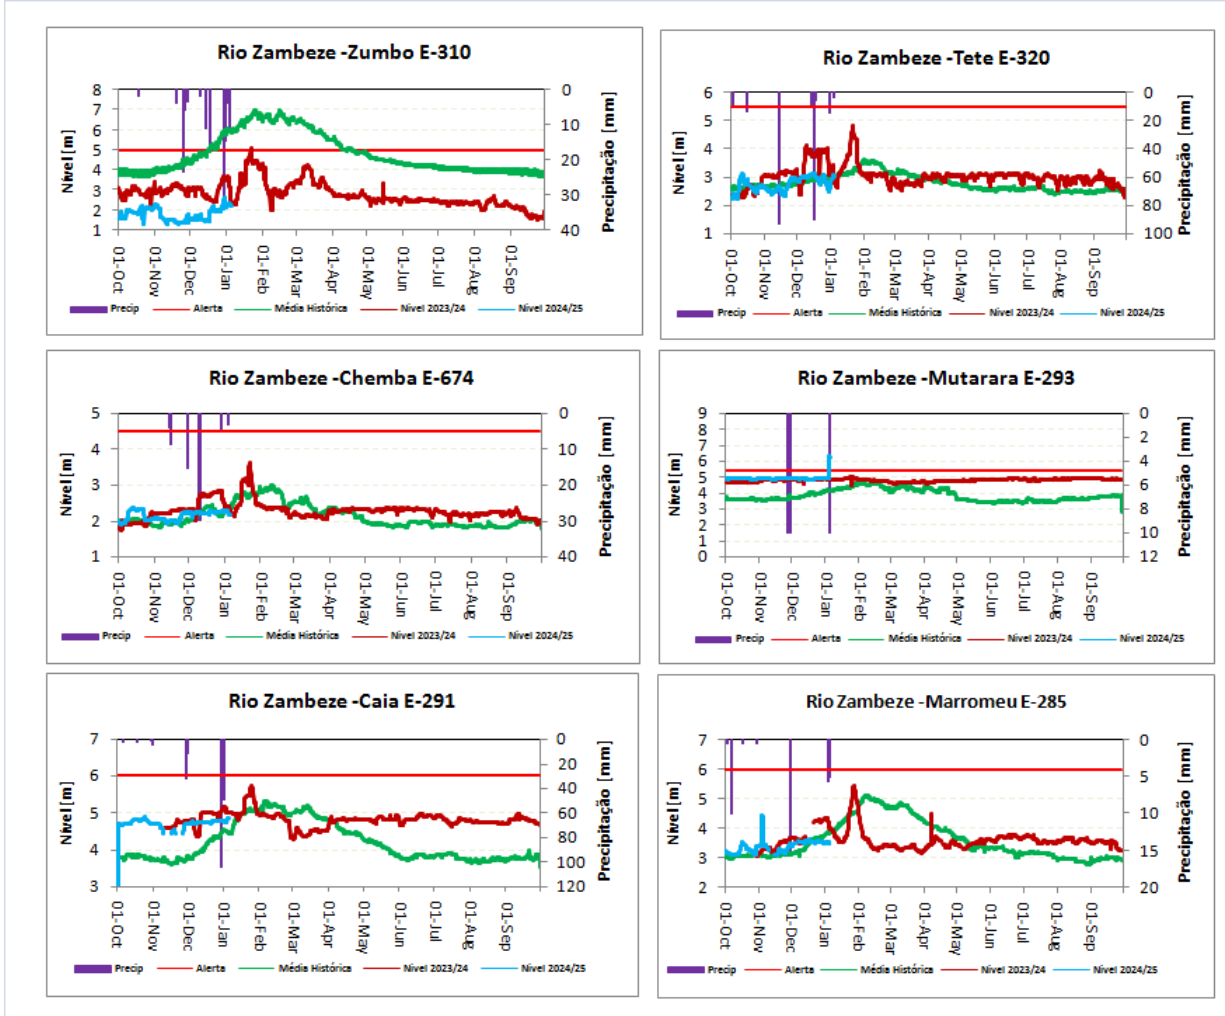 Rio Zambeze -Zumbo E-310
8
7
6
5
4
3
2
1
Nível [m]
0
10
20
30
40
Precipitação [mm]
01-Oct
01-Nov
01-Dec
01-Jan
01-Feb
01-Mar
01-Apr
01-May
01-Jun
01-Jul
01-Aug
01-Sep
Precip Alerta Média Histórica Nivel 2023/24 Nivel 2024/25
Rio Zambeze -Tete E-320
6
5
4
3
2
1
Nível [m]
0
20
40
60
80
100
Precipitação [mm]
01-Oct
01-Nov
01-Dec
01-Jan
01-Feb
01-Mar
01-Apr
01-May
01-Jun
01-Jul
01-Aug
01-Sep
Precip Alerta Média Histórica Nivel 2023/24 Nivel 2024/25
Rio Zambeze -Chemba E-674
5
4
3
2
1
Nível [m]
0
10
20
30
40
Precipitação [mm]
01-Oct
01-Nov
01-Dec
01-Jan
01-Feb
01-Mar
01-Apr
01-May
01-Jun
01-Jul
01-Aug
01-Sep
Precip Alerta Média Histórica Nivel 2023/24 Nivel 2024/25
Rio Zambeze -Mutarara E-293
9
8
7
6
5
4
3
2
1
0
Nível [m]
0
2
4
6
8
10
12
Precipitação [mm]
01-Oct
01-Nov
01-Dec
01-Jan
01-Feb
01-Mar
01-Apr
01-May
01-Jun
01-Jul
01-Aug
01-Sep
Precip Alerta Média Histórica Nivel 2023/24 Nivel 2024/25
Rio Zambeze -Caia E-291
7
6
5
4
3
Nível [m]
0
20
40
60
80
100
120
Precipitação [mm]
01-Oct
01-Nov
01-Dec
01-Jan
01-Feb
01-Mar
01-Apr
01-May
01-Jun
01-Jul
01-Aug
01-Sep
Precip Alerta Média Histórica Nivel 2023/24 Nivel 2024/25
Rio Zambeze -Marromeu E-285
7
6
5
4
3
2
Nível [m]
0
5
10
15
20
Precipitação [mm]
01-Oct
01-Nov
01-Dec
01-Jan
01-Feb
01-Mar
01-Apr
01-May
01-Jun
01-Jul
01-Aug
01-Sep
Precip Alerta Média Histórica Nivel 2023/24 Nivel 2024/25